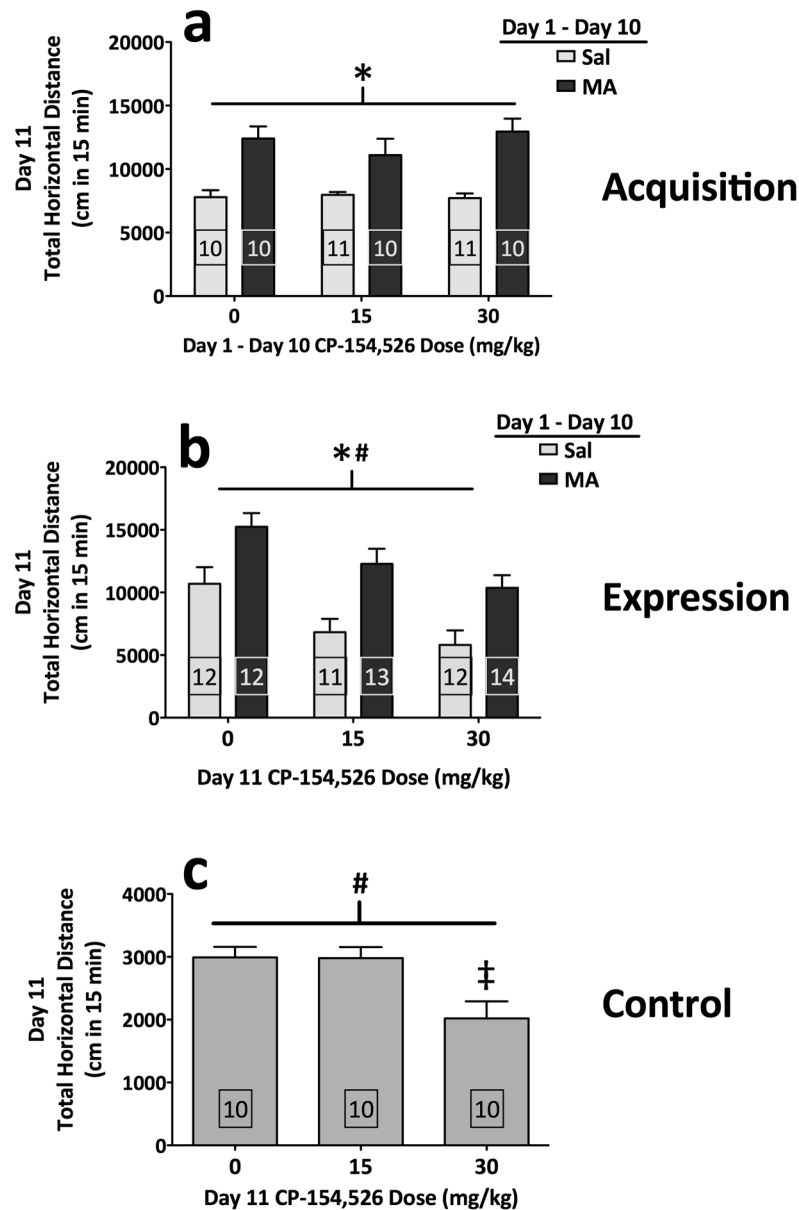 a
Day 1 - Day 10
Sal
MA
*
20000
15000
10000
5000
0
Day 11
Total Horizontal Distance
(cm in 15 min)
10 10 11 10 11 10
0 15 30
Day 1 - Day 10 CP-154,526 Dose (mg/kg)
Acquisition
b
Day 1 - Day 10
Sal
MA
*#
20000
15000
10000
5000
0
Day 11
Total Horizontal Distance
(cm in 15 min)
12 12 11 13 12 14
0 15 30
Day 11 CP-154,526 Dose (mg/kg)
Expression
c
#
‡
4000
3000
2000
1000
0
Day 11
Total Horizontal Distance
(cm in 15 min)
10 10 10
0 15 30
Day 11 CP-154,526 Dose (mg/kg)
Control